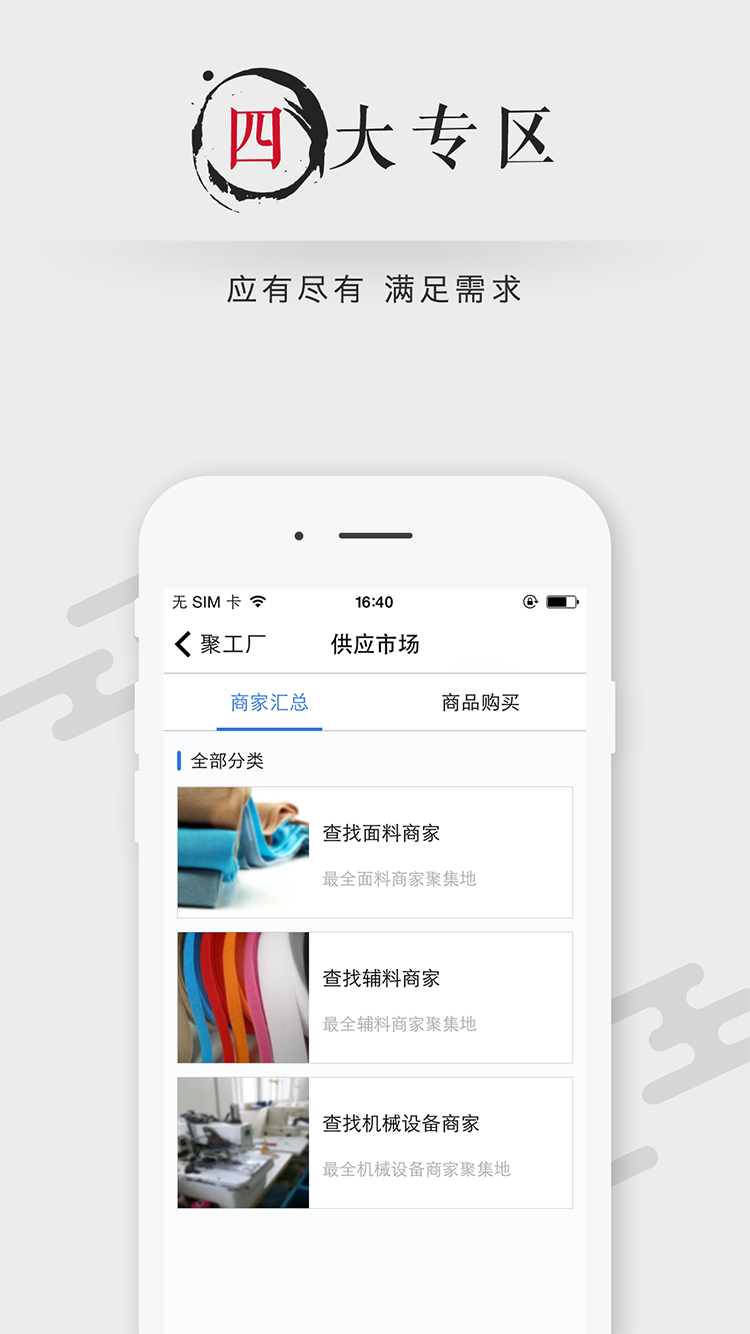 四大专区
应有尽有 满足需求
无 SIM 卡 16:40
聚工厂 供应市场
商家汇总 商品购买
全部分类
查找面料商家
最全面料商家聚集地
查找辅料商家
最全辅料商家聚集地
查找机械设备商家
最全机械设备商家聚集地